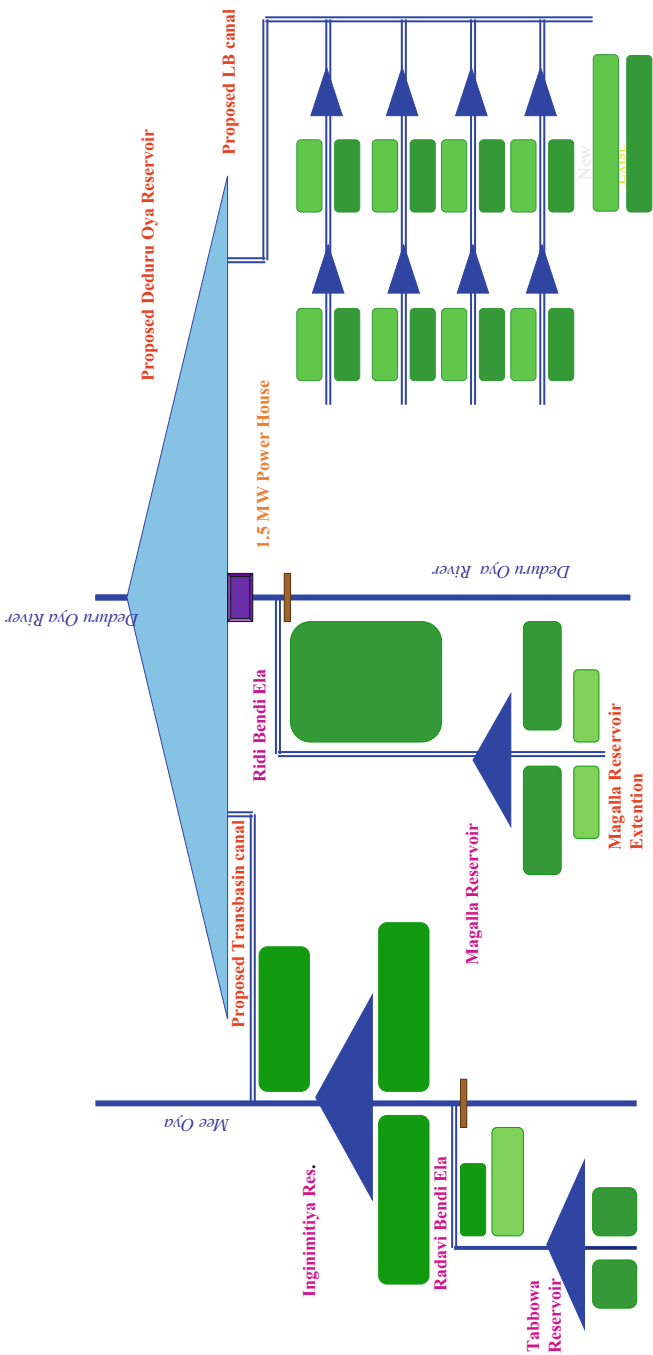 Proposed Deduru Oya Reservoir
Proposed LB canal
Deduru Oya River
1.5 MW Power House
Deduru Oya River
New
Exist.
Ridi Bendi Ela
Proposed Transbasin canal
Magalla Reservoir
Magalla Reservoir
Extention
Mee Oya
Inginimitiya Res.
Radavi Bendi Ela
Tabbowa
Reservoir